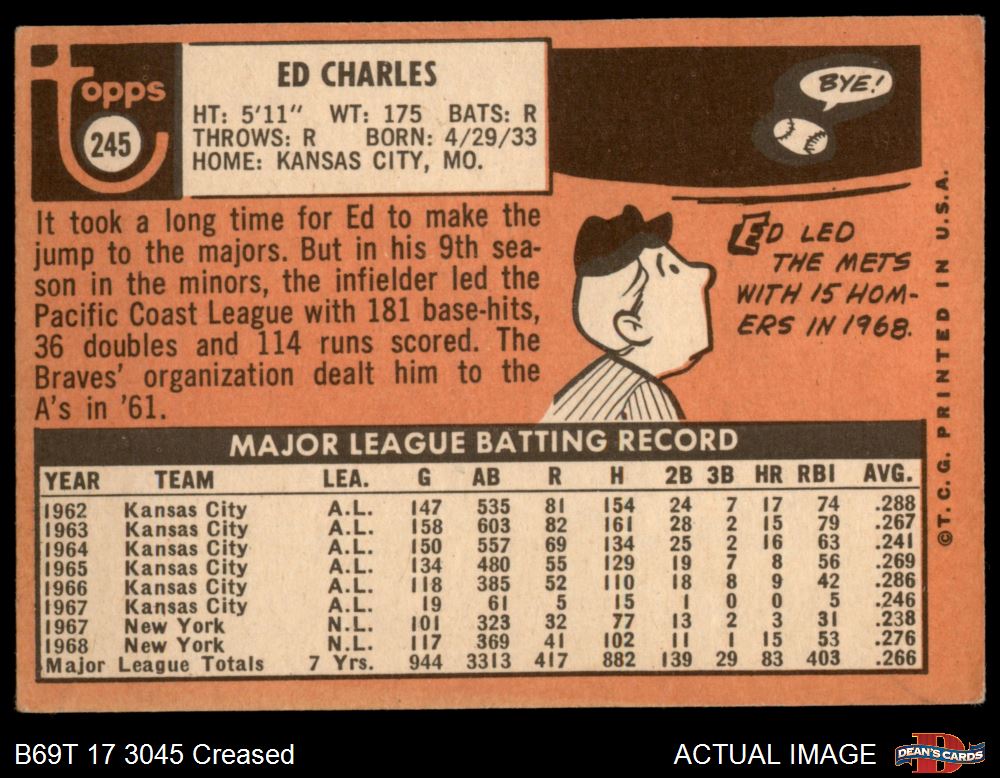 Topps
245
ED CHARLES
HT: 5'11" WT: 175 BATS: R
THROWS: R BORN: 4/29/33
HOME: KANSAS CITY, MO.
BYE!
It took a long time for Ed to make the
jump to the majors. But in his 9th sea-
son in the minors, the infielder led the
Pacific Coast League with 181 base-hits,
36 doubles and 114 runs scored. The
Braves' organization dealt him to the
A's in '61.
ED LED
THE METS
WITH 15 HOM-
ERS IN 1968.
©T. C. G. PRINTED IN U.S.A.
MAJOR LEAGUE BATTING RECORD
YEAR TEAM LEA. G AB R H 2B 3B HR RBI AVG.
1962 Kansas City A.L. 147 535 81 154 24 7 17 74 .288
1963 Kansas City A.L. 158 603 82 161 28 2 15 79 .267
1964 Kansas City A.L. 150 557 69 134 25 2 16 63 .241
1965 Kansas City A.L. 134 480 55 129 19 7 8 56 .269
1966 Kansas City A.L. 118 385 52 110 18 8 9 42 .286
1967 Kansas City A.L. 19 61 5 15 1 0 0 5 .246
1967 New York N.L. 101 323 32 77 13 2 3 31 .238
1968 New York N.L. 117 369 41 102 11 1 15 53 .276
Major League Totals 7 Yrs. 944 3313 417 882 139 29 83 403 .266
B69T 17 3045 Creased
ACTUAL IMAGE
DEAN'S CARDS